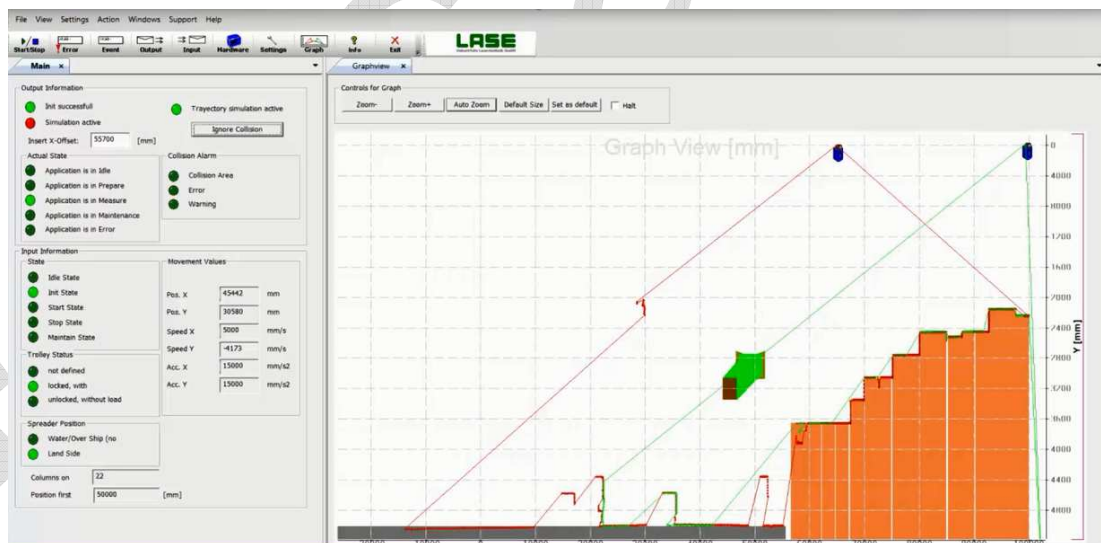 File View Settings Action Windows Support Help
Start/Stop Error Event Output Input Hardware Settings Graph Info Exit
LASE
Main x
Graphview x
Output Information
Init successfull
Trajectory simulation active
Simulation active
Ignore Collision
Insert X-Offset: 55700 [mm]
Actual State
Application is in Idle
Application is in Prepare
Application is in Measure
Application is in Maintenance
Application is in Error
Collision Alarm
Collision Area
Error
Warning
Input Information
State
Idle State
Init State
Start State
Stop State
Maintain State
Movement Values
Pos. X 45442 mm
Pos. Y 30580 mm
Speed X 5000 mm/s
Speed Y -4173 mm/s
Acc. X 15000 mm/s2
Acc. Y 15000 mm/s2
Trolley Status
not defined
locked, with
unlocked, without load
Spreader Position
Water/Over Ship (no
Land Side
Columns on 22
Position first 50000 [mm]
Controls for Graph
Zoom- Zoom+ Auto Zoom Default Size Set as default Halt
Graph View [mm]
0
4000
8000
Y [mm]